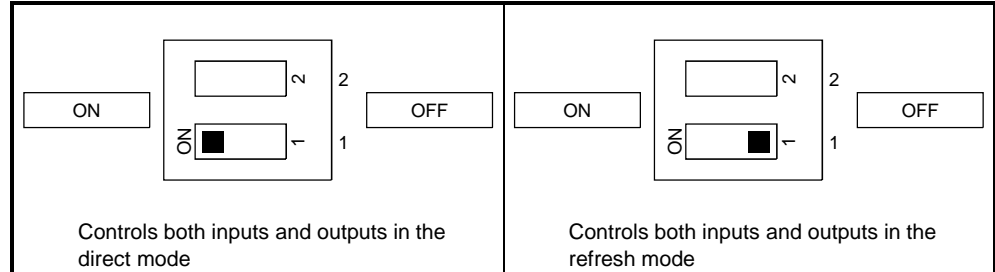 2
2
ON
OFF
ON
1
1
Controls both inputs and outputs in the
direct mode
2
2
ON
OFF
ON
1
1
Controls both inputs and outputs in the
refresh mode